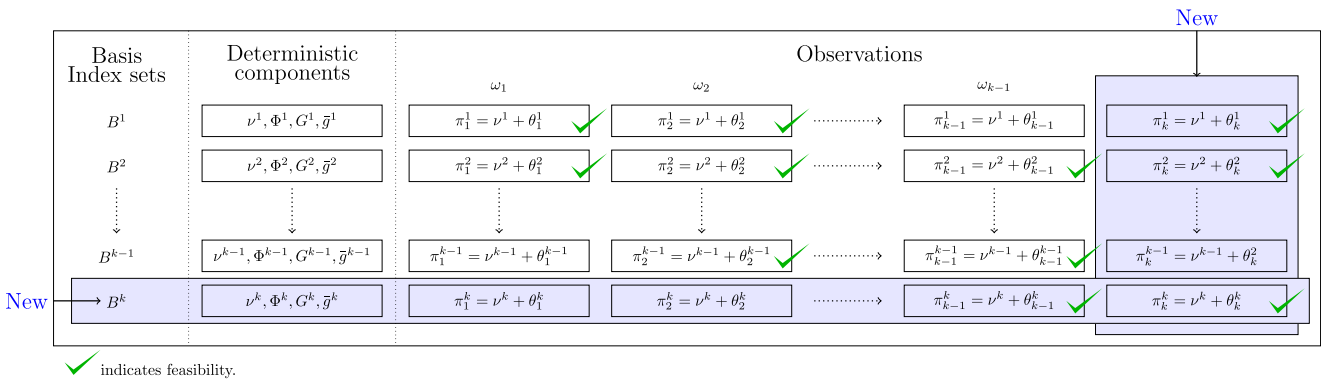 New
Basis Deterministic Observations
Index sets components
ω₁ ω₂ ωₖ₋₁
B¹ ν¹, Φ¹, G¹, ḡ¹ π₁¹ = ν¹ + θ₁¹ π₂¹ = ν¹ + θ₂¹ πₖ₋₁¹ = ν¹ + θₖ₋₁¹ πₖ¹ = ν¹ + θₖ¹
B² ν², Φ², G², ḡ² π₁² = ν² + θ₁² π₂² = ν² + θ₂² πₖ₋₁² = ν² + θₖ₋₁² πₖ² = ν² + θₖ²
Bᵏ⁻¹ νᵏ⁻¹, Φᵏ⁻¹, Gᵏ⁻¹, ḡᵏ⁻¹ π₁ᵏ⁻¹ = νᵏ⁻¹ + θ₁ᵏ⁻¹ π₂ᵏ⁻¹ = νᵏ⁻¹ + θ₂ᵏ⁻¹ πₖ₋₁ᵏ⁻¹ = νᵏ⁻¹ + θₖ₋₁ᵏ⁻¹ πₖᵏ⁻¹ = νᵏ⁻¹ + θₖ²
New Bᵏ νᵏ, Φᵏ, Gᵏ, ḡᵏ π₁ᵏ = νᵏ + θ₁ᵏ π₂ᵏ = νᵏ + θ₂ᵏ πₖ₋₁ᵏ = νᵏ + θₖ₋₁ᵏ πₖᵏ = νᵏ + θₖᵏ
indicates feasibility.